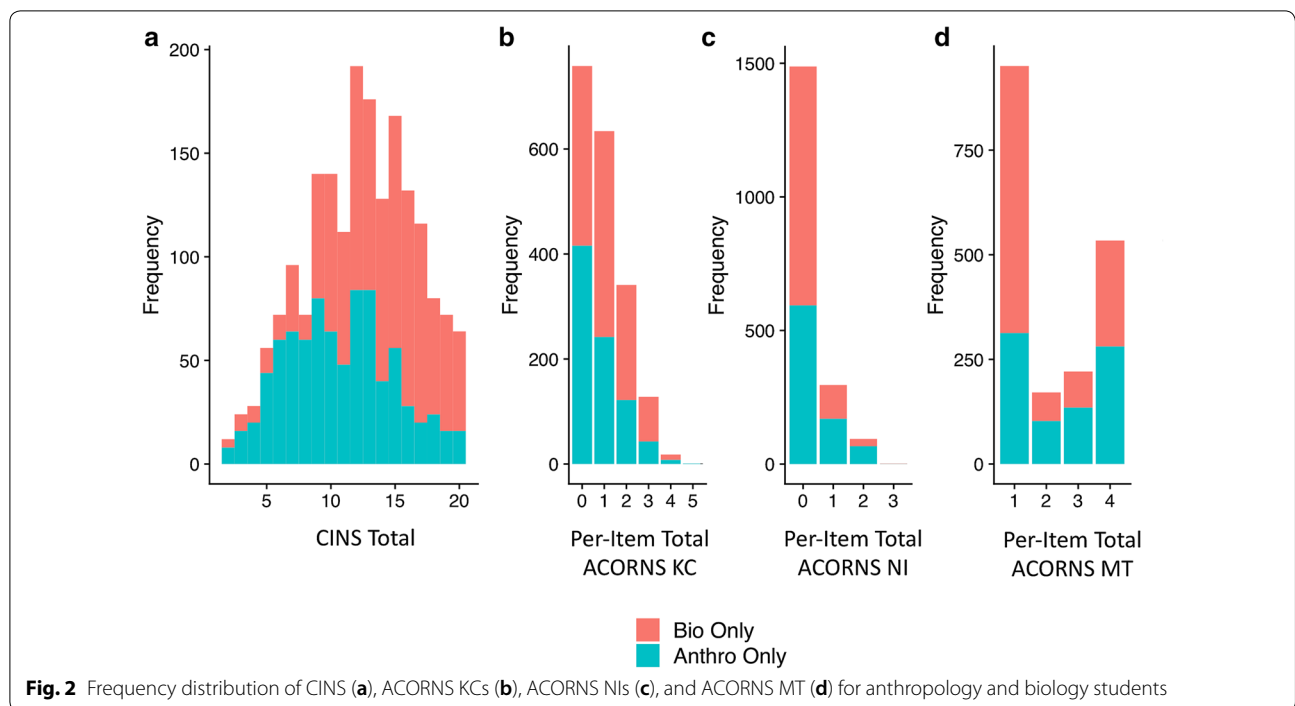 a
200
150
100
50
0
Frequency
5 10 15 20
CINS Total
b
600
400
200
0
Frequency
0 1 2 3 4 5
Per-Item Total
ACORNS KC
c
1500
1000
500
0
Frequency
0 1 2 3
Per-Item Total
ACORNS NI
d
750
500
250
0
Frequency
1 2 3 4
Per-Item Total
ACORNS MT
Bio Only
Anthro Only
Fig. 2 Frequency distribution of CINS (a), ACORNS KCs (b), ACORNS NIs (c), and ACORNS MT (d) for anthropology and biology students